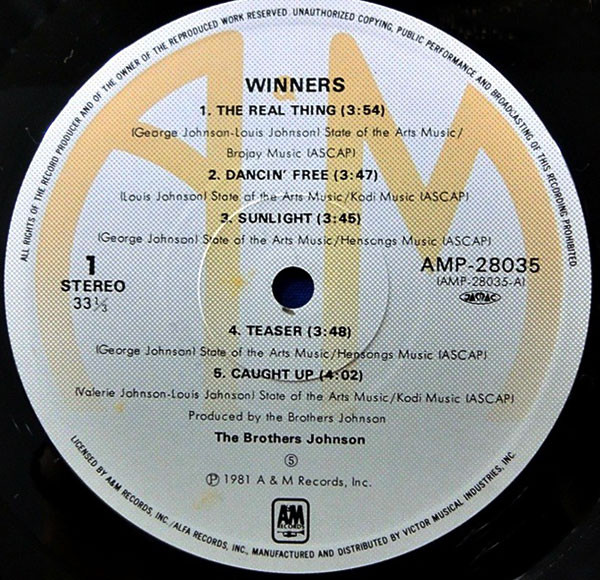 ALL RIGHTS OF THE RECORD PRODUCER AND OF THE OWNER OF THE REPRODUCED WORK RESERVED. UNAUTHORIZED COPYING, PUBLIC PERFORMANCE AND BROADCASTING OF THIS RECORDING PROHIBITED.
WINNERS
1. THE REAL THING (3:54)
(George Johnson-Louis Johnson) State of the Arts Music/
Brojay Music (ASCAP)
2. DANCIN' FREE (3:47)
(Louis Johnson) State of the Arts Music/Kodi Music (ASCAP)
3. SUNLIGHT (3:45)
(George Johnson) State of the Arts Music/Hensongs Music (ASCAP)
1
STEREO
33⅓
AMP-28035
(AMP-28035-A)
JASRAC
4. TEASER (3:48)
(George Johnson) State of the Arts Music/Hensongs Music (ASCAP)
5. CAUGHT UP (4:02)
(Valerie Johnson-Louis Johnson) State of the Arts Music/Kodi Music (ASCAP)
Produced by the Brothers Johnson
The Brothers Johnson
Ⓢ
℗ 1981 A & M Records, Inc.
A&M
RECORDS
LICENSED BY A&M RECORDS, INC./ALFA RECORDS, INC., MANUFACTURED AND DISTRIBUTED BY VICTOR MUSICAL INDUSTRIES, INC.